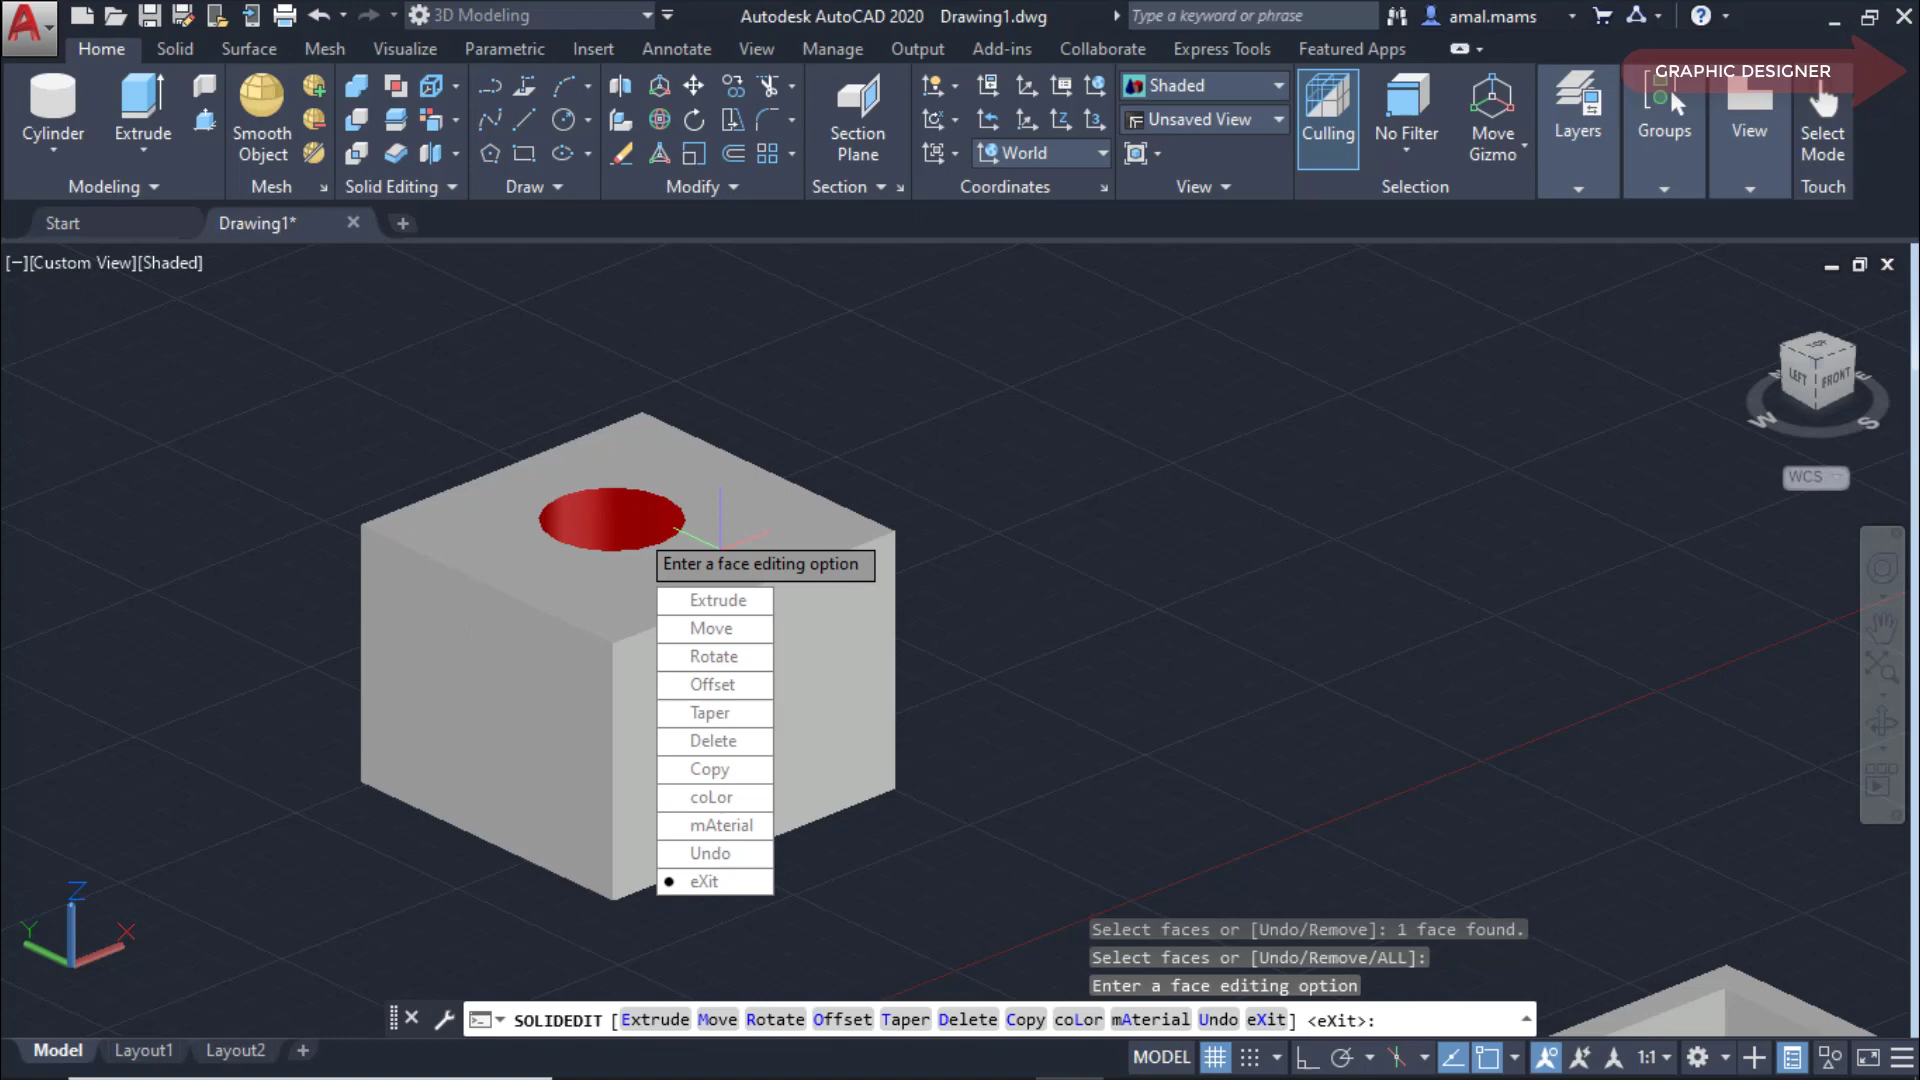 3D Modeling
Autodesk AutoCAD 2020 Drawing1.dwg
Type a keyword or phrase
amal.mams
Home Solid Surface Mesh Visualize Parametric Insert Annotate View Manage Output Add-ins Collaborate Express Tools Featured Apps
GRAPHIC DESIGNER
Cylinder
Extrude
Smooth
Object
Section
Plane
World
Shaded
Unsaved View
Culling
No Filter
Move
Gizmo
Layers
Groups
View
Select
Mode
Modeling Mesh Solid Editing Draw Modify Section Coordinates View Selection Touch
Start Drawing1*
[−][Custom View][Shaded]
TOP
LEFT FRONT
W S
WCS
Enter a face editing option
Extrude
Move
Rotate
Offset
Taper
Delete
Copy
coLor
mAterial
Undo
eXit
Z
Y X
Select faces or [Undo/Remove]: 1 face found.
Select faces or [Undo/Remove/ALL]:
Enter a face editing option
SOLIDEDIT [Extrude Move Rotate Offset Taper Delete Copy coLor mAterial Undo eXit] <eXit>:
Model Layout1 Layout2
MODEL 1:1